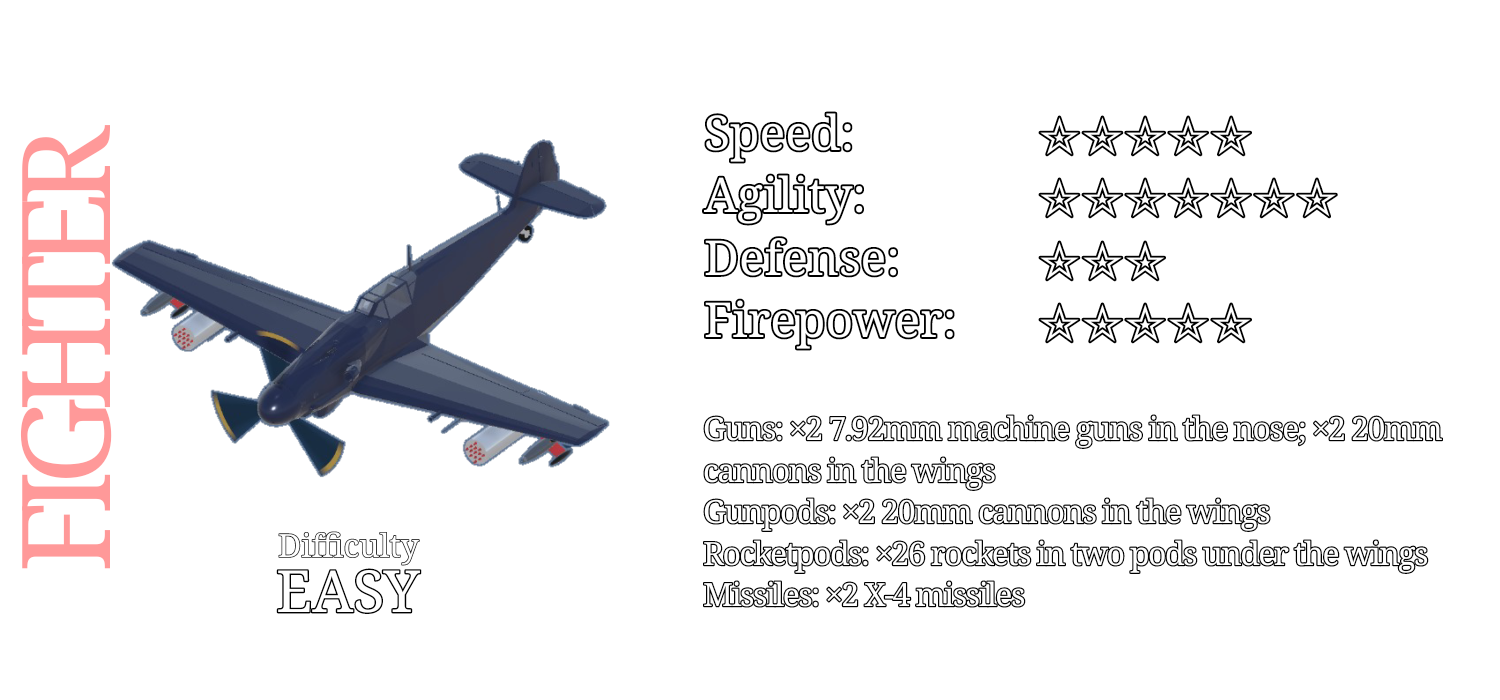 FIGHTER
Difficulty
EASY
Speed: ☆☆☆☆☆
Agility: ☆☆☆☆☆☆☆
Defense: ☆☆☆
Firepower: ☆☆☆☆☆
Guns: ×2 7.92mm machine guns in the nose; ×2 20mm
cannons in the wings
Gunpods: ×2 20mm cannons in the wings
Rocketpods: ×26 rockets in two pods under the wings
Missiles: ×2 X-4 missiles